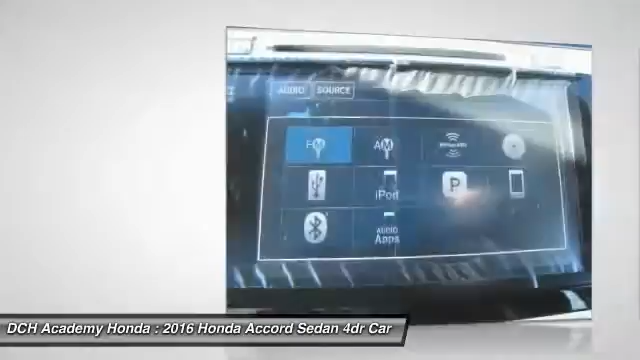 AUDIO SOURCE
FM AM
iPod P
AUDIO
Apps
DCH Academy Honda : 2016 Honda Accord Sedan 4dr Car